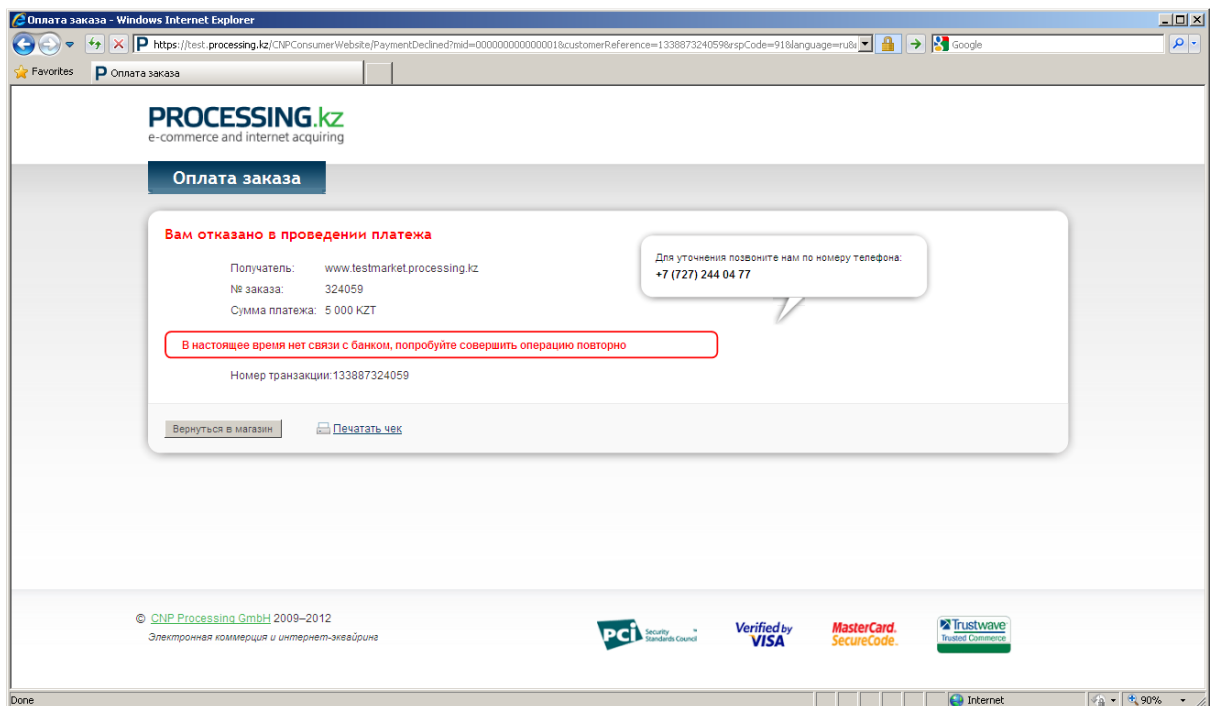 Оплата заказа - Windows Internet Explorer
https://test.processing.kz/CNPConsumerWebsite/PaymentDeclined?mid=000000000000001&customerReference=133887324059&rspCode=91&language=ru&
Google
Favorites
Оплата заказа
PROCESSING.kz
e-commerce and internet acquiring
Оплата заказа
Вам отказано в проведении платежа
Для уточнения позвоните нам по номеру телефона:
+7 (727) 244 04 77
Получатель: www.testmarket.processing.kz
№ заказа: 324059
Сумма платежа: 5 000 KZT
В настоящее время нет связи с банком, попробуйте совершить операцию повторно
Номер транзакции:133887324059
Вернуться в магазин
Печатать чек
© CNP Processing GmbH 2009–2012
Электронная коммерция и интернет-эквайринг
PCI Security Standards Council
Verified by VISA
MasterCard. SecureCode.
Trustwave Trusted Commerce
Done
Internet
90%